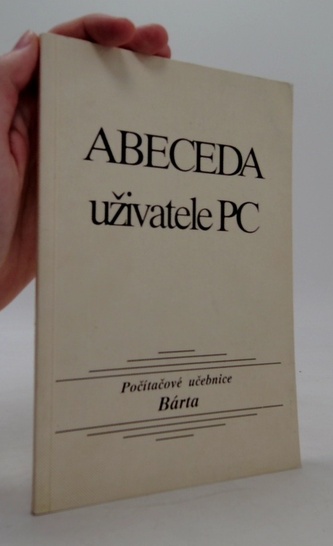 ABECEDA
uživatele PC
Počítačové učebnice
Bárta